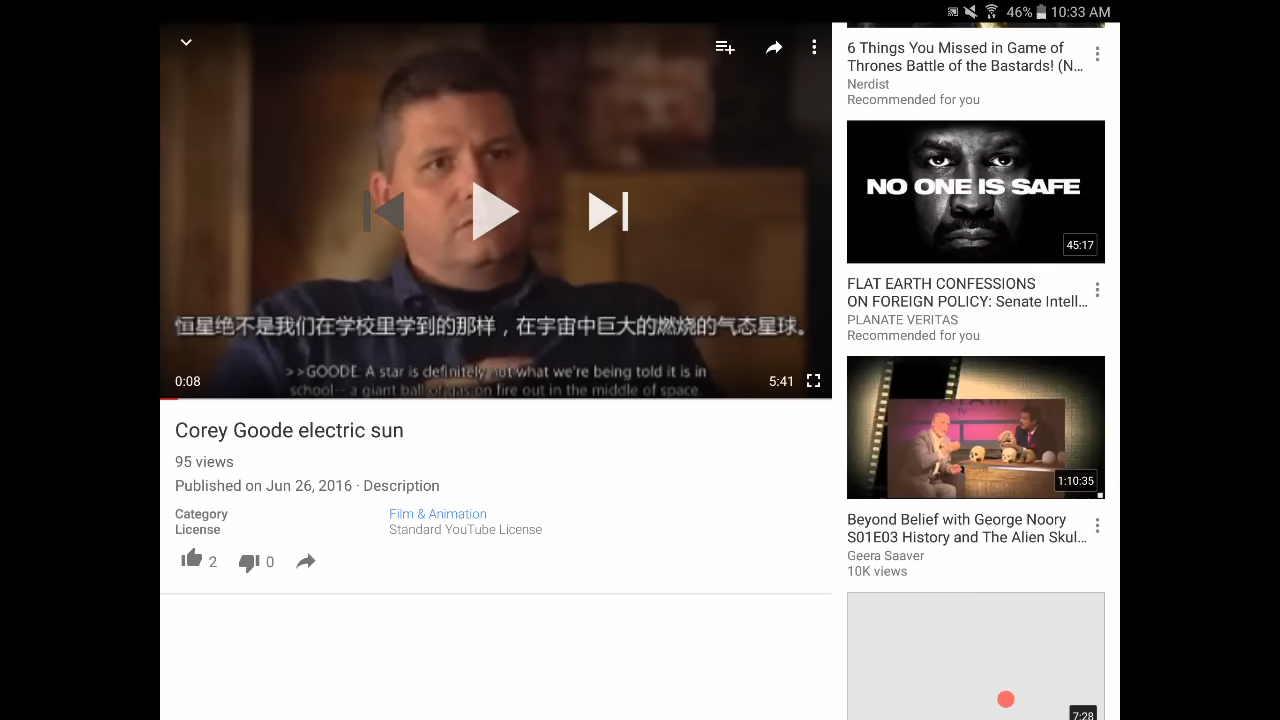 46% 10:33 AM
恒星绝不是我们在学校里学到的那样，在宇宙中巨大的燃烧的气态星球。
>>GOODE: A star is definitely not what we're being told it is in
school-- a giant ball of gas on fire out in the middle of space.
0:08
5:41
Corey Goode electric sun
95 views
Published on Jun 26, 2016 · Description
Category Film & Animation
License Standard YouTube License
2 0
6 Things You Missed in Game of
Thrones Battle of the Bastards! (N...
Nerdist
Recommended for you
NO ONE IS SAFE
45:17
FLAT EARTH CONFESSIONS
ON FOREIGN POLICY: Senate Intell...
PLANATE VERITAS
Recommended for you
1:10:35
Beyond Belief with George Noory
S01E03 History and The Alien Skul...
Geera Saaver
10K views
7:28